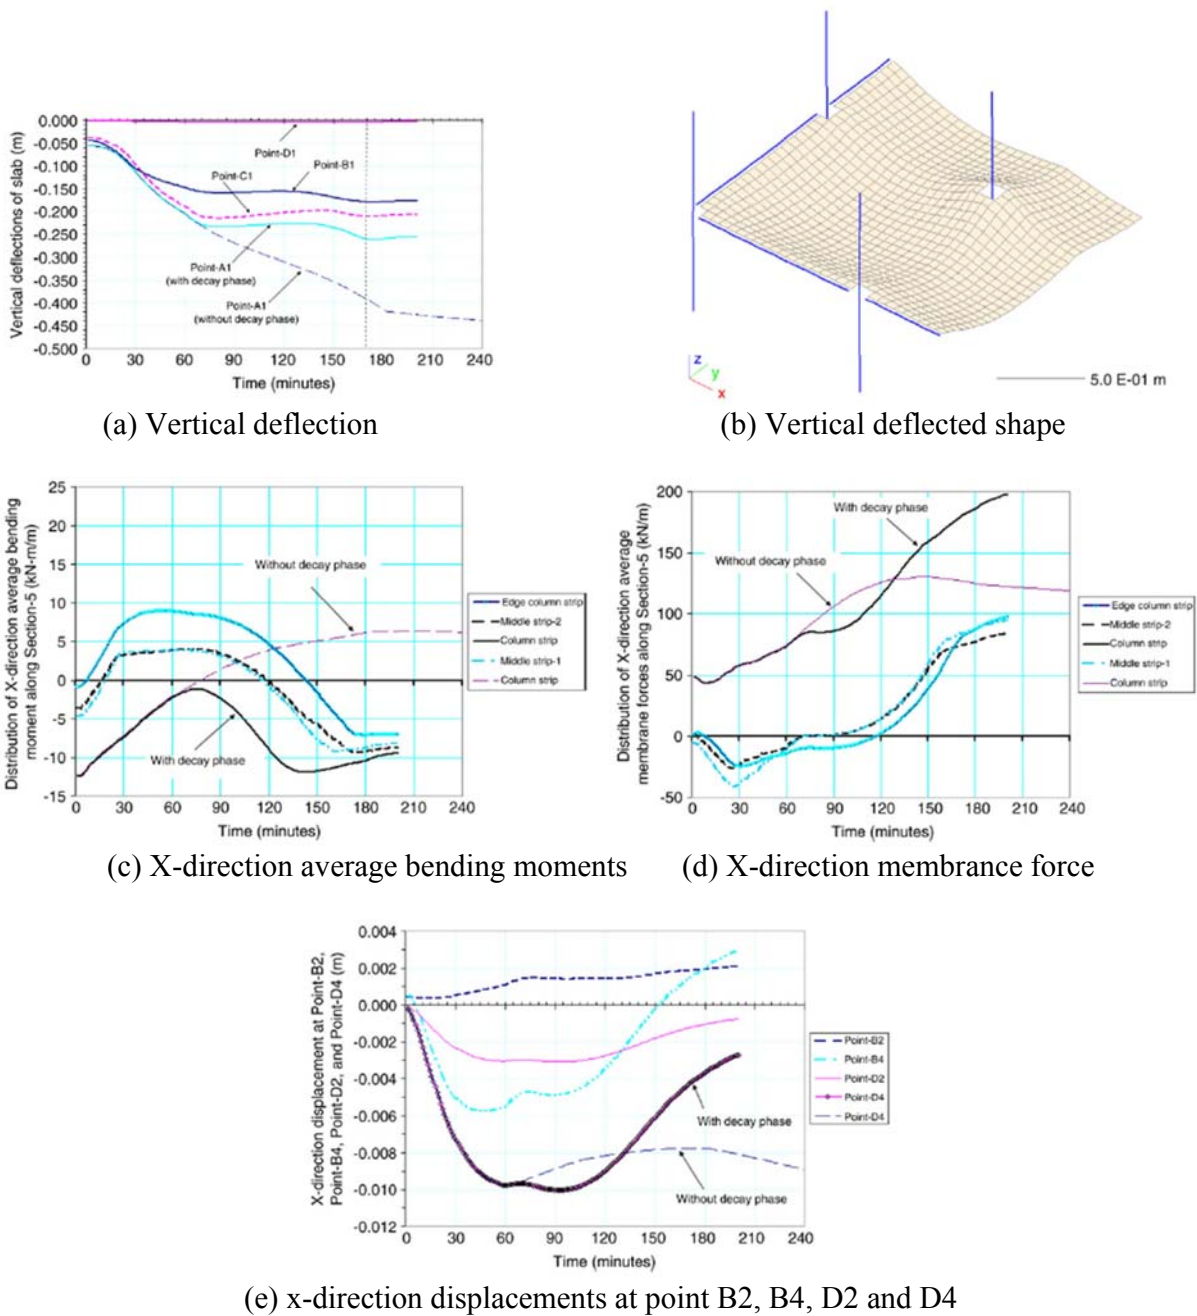 Vertical deflections of slab (m)
0.000
-0.050
-0.100
-0.150
-0.200
-0.250
-0.300
-0.350
-0.400
-0.450
-0.500
Point-D1
Point-B1
Point-C1
Point-A1
(with decay phase)
Point-A1
(without decay phase)
0 30 60 90 120 150 180 210 240
Time (minutes)
z
y
x
5.0 E-01 m
(a) Vertical deflection
(b) Vertical deflected shape
Distribution of X-direction average bending
moment along Section-5 (kN-m/m)
25
20
15
10
5
0
-5
-10
-15
Without decay phase
With decay phase
0 30 60 90 120 150 180 210 240
Time (minutes)
Edge column strip
Middle strip-2
Column strip
Middle strip-1
Column strip
Distribution of X-direction average
membrane forces along Section-5 (kN/m)
200
150
100
50
0
-50
With decay phase
Without decay phase
0 30 60 90 120 150 180 210 240
Time (minutes)
Edge column strip
Middle strip-2
Column strip
Middle strip-1
Column strip
(c) X-direction average bending moments
(d) X-direction membrance force
X-direction displacement at Point-B2,
Point-B4, Point-D2, and Point-D4 (m)
0.004
0.002
0.000
-0.002
-0.004
-0.006
-0.008
-0.010
-0.012
With decay phase
Without decay phase
0 30 60 90 120 150 180 210 240
Time (minutes)
Point-B2
Point-B4
Point-D2
Point-D4
Point-D4
(e) x-direction displacements at point B2, B4, D2 and D4